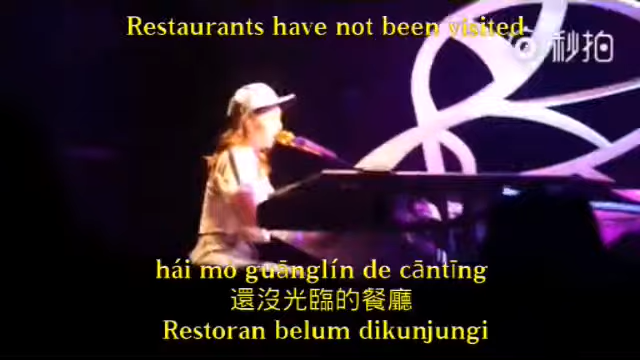 Restaurants have not been visited
秒拍
hái mò guānglín de cāntīng
還沒光臨的餐廳
Restoran belum dikunjungi